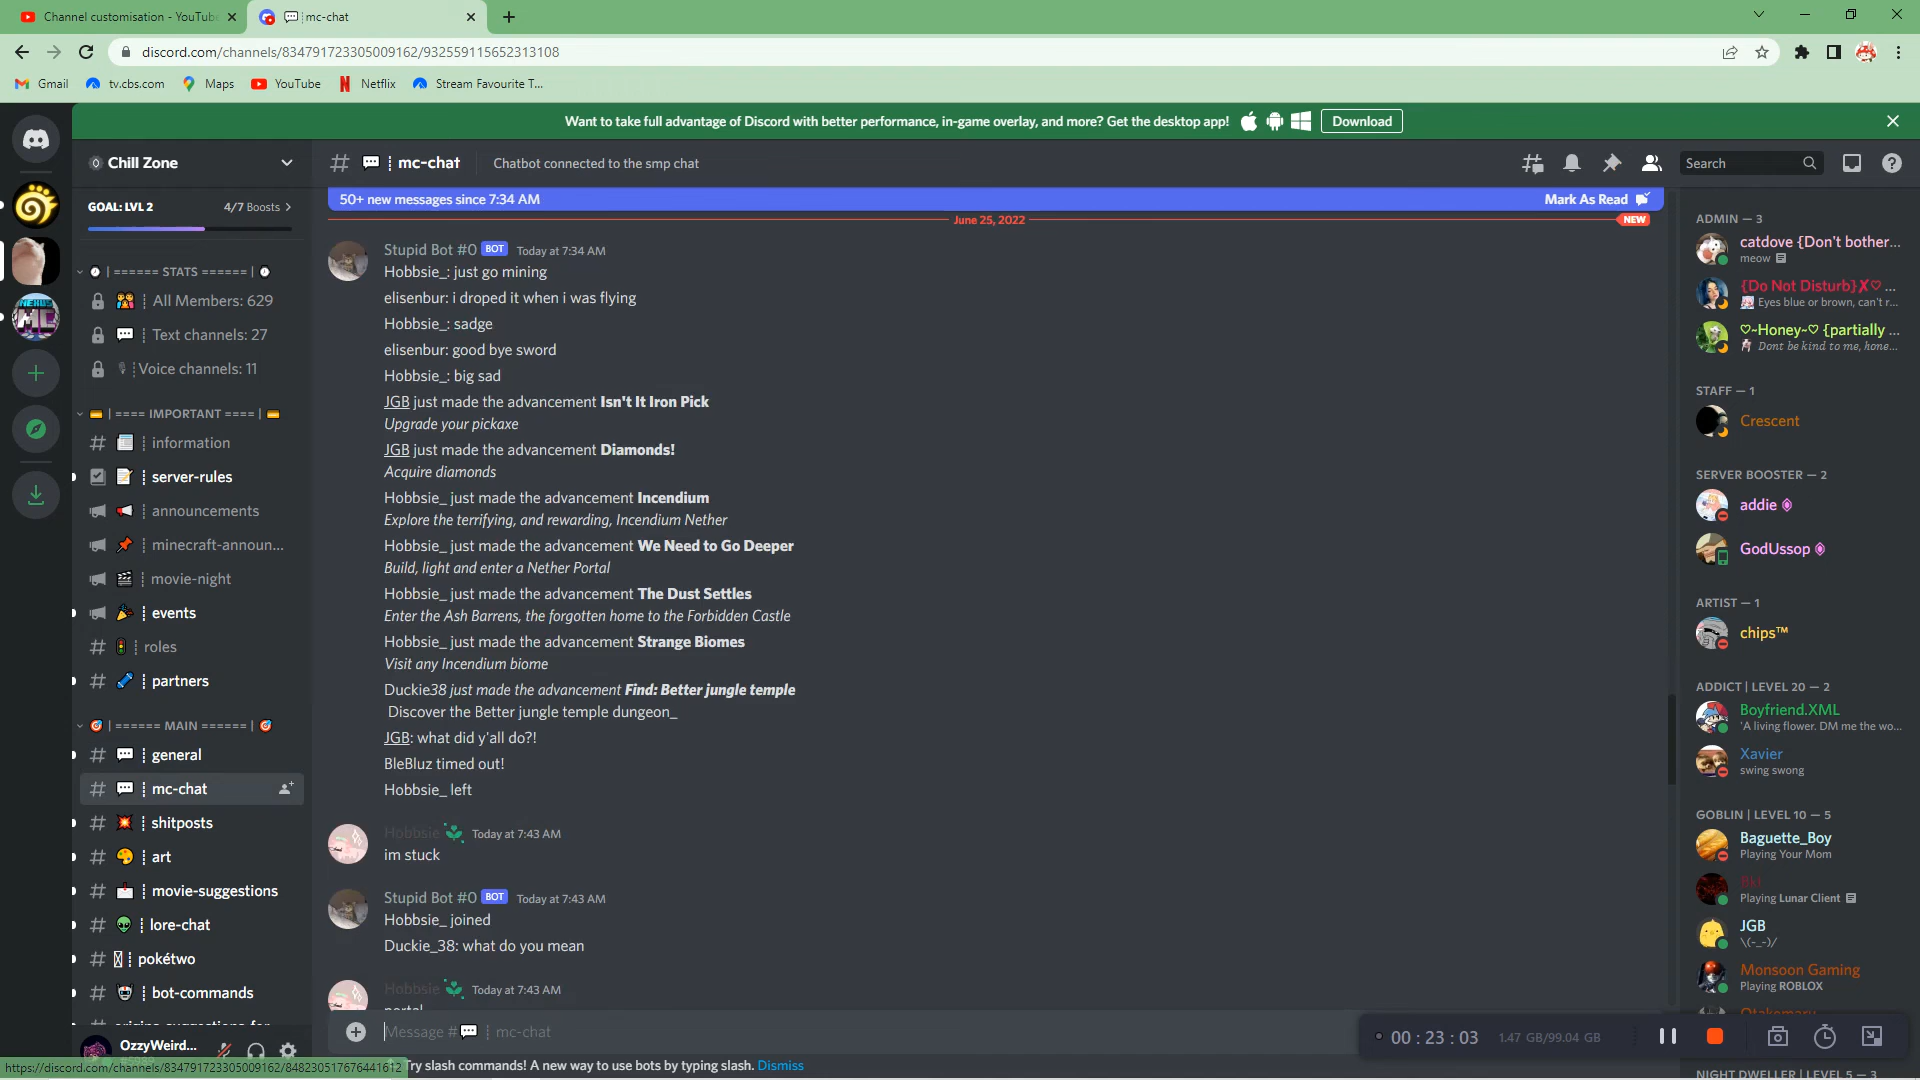 Channel customisation - YouTube
mc-chat
discord.com/channels/834791723305009162/932559115652313108
Gmail
tv.cbs.com
Maps
YouTube
Netflix
Stream Favourite T...
Want to take full advantage of Discord with better performance, in-game overlay, and more? Get the desktop app!
Download
Chill Zone
# mc-chat
Chatbot connected to the smp chat
Search
GOAL: LVL 2
4/7 Boosts
| ====== STATS ====== |
All Members: 629
Text channels: 27
Voice channels: 11
| ==== IMPORTANT ==== |
information
server-rules
announcements
minecraft-announ...
movie-night
events
roles
partners
| ====== MAIN ====== |
general
mc-chat
shitposts
art
movie-suggestions
lore-chat
pokétwo
bot-commands
OzzyWeird...
https://discord.com/channels/834791723305009162/848230517676441612
50+ new messages since 7:34 AM
Mark As Read
June 25, 2022
NEW
Stupid Bot #0 BOT Today at 7:34 AM
Hobbsie_: just go mining
elisenbur: i droped it when i was flying
Hobbsie_: sadge
elisenbur: good bye sword
Hobbsie_: big sad
JGB just made the advancement Isn't It Iron Pick
Upgrade your pickaxe
JGB just made the advancement Diamonds!
Acquire diamonds
Hobbsie_ just made the advancement Incendium
Explore the terrifying, and rewarding, Incendium Nether
Hobbsie_ just made the advancement We Need to Go Deeper
Build, light and enter a Nether Portal
Hobbsie_ just made the advancement The Dust Settles
Enter the Ash Barrens, the forgotten home to the Forbidden Castle
Hobbsie_ just made the advancement Strange Biomes
Visit any Incendium biome
Duckie38 just made the advancement Find: Better jungle temple
Discover the Better jungle temple dungeon_
JGB: what did y'all do?!
BleBluz timed out!
Hobbsie_ left
Hobbsie Today at 7:43 AM
im stuck
Stupid Bot #0 BOT Today at 7:43 AM
Hobbsie_ joined
Duckie_38: what do you mean
Hobbsie Today at 7:43 AM
portal
Message # mc-chat
Try slash commands! A new way to use bots by typing slash. Dismiss
ADMIN — 3
catdove {Don't bother...
meow
{Do Not Disturb}✗♡ ...
Eyes blue or brown, can't r...
♡~Honey~♡ {partially ...
Dont be kind to me, hone...
STAFF — 1
Crescent
SERVER BOOSTER — 2
addie
GodUssop
ARTIST — 1
chips™
ADDICT | LEVEL 20 — 2
Boyfriend.XML
'A living flower. DM me the wo...
Xavier
swing swong
GOBLIN | LEVEL 10 — 5
Baguette_Boy
Playing Your Mom
Playing Lunar Client
JGB
\(-_-)/
Monsoon Gaming
Playing ROBLOX
NIGHT DWELLER | LEVEL 5 — 3
00 : 23 : 03
1.47 GB/99.04 GB